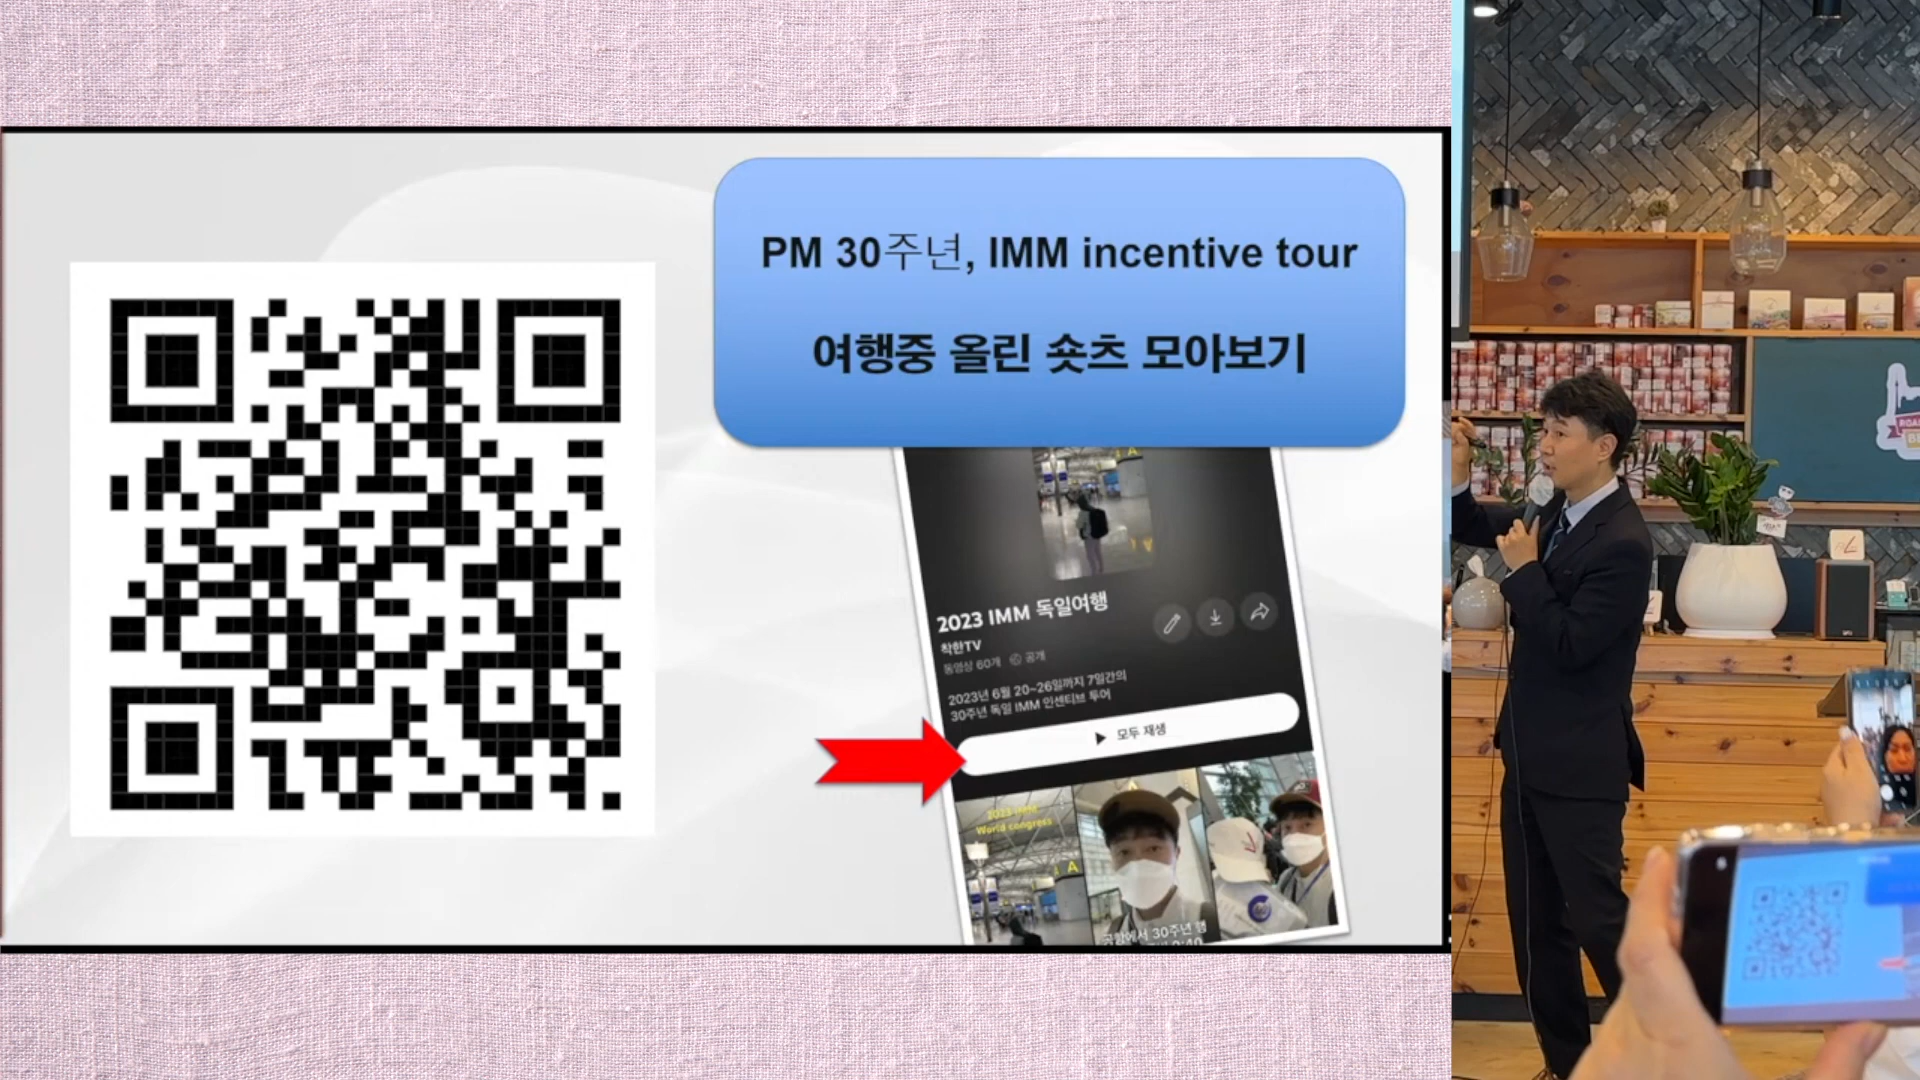 PM 30주년, IMM incentive tour
여행중 올린 숏츠 모아보기
2023 IMM 독일여행
착한TV
동영상 60개 공개
2023년 6월 20~26일까지 7일간의
30주년 독일 IMM 인센티브 투어
모두 재생
2023 IMM
World congress
A
공항에서 30주년 행